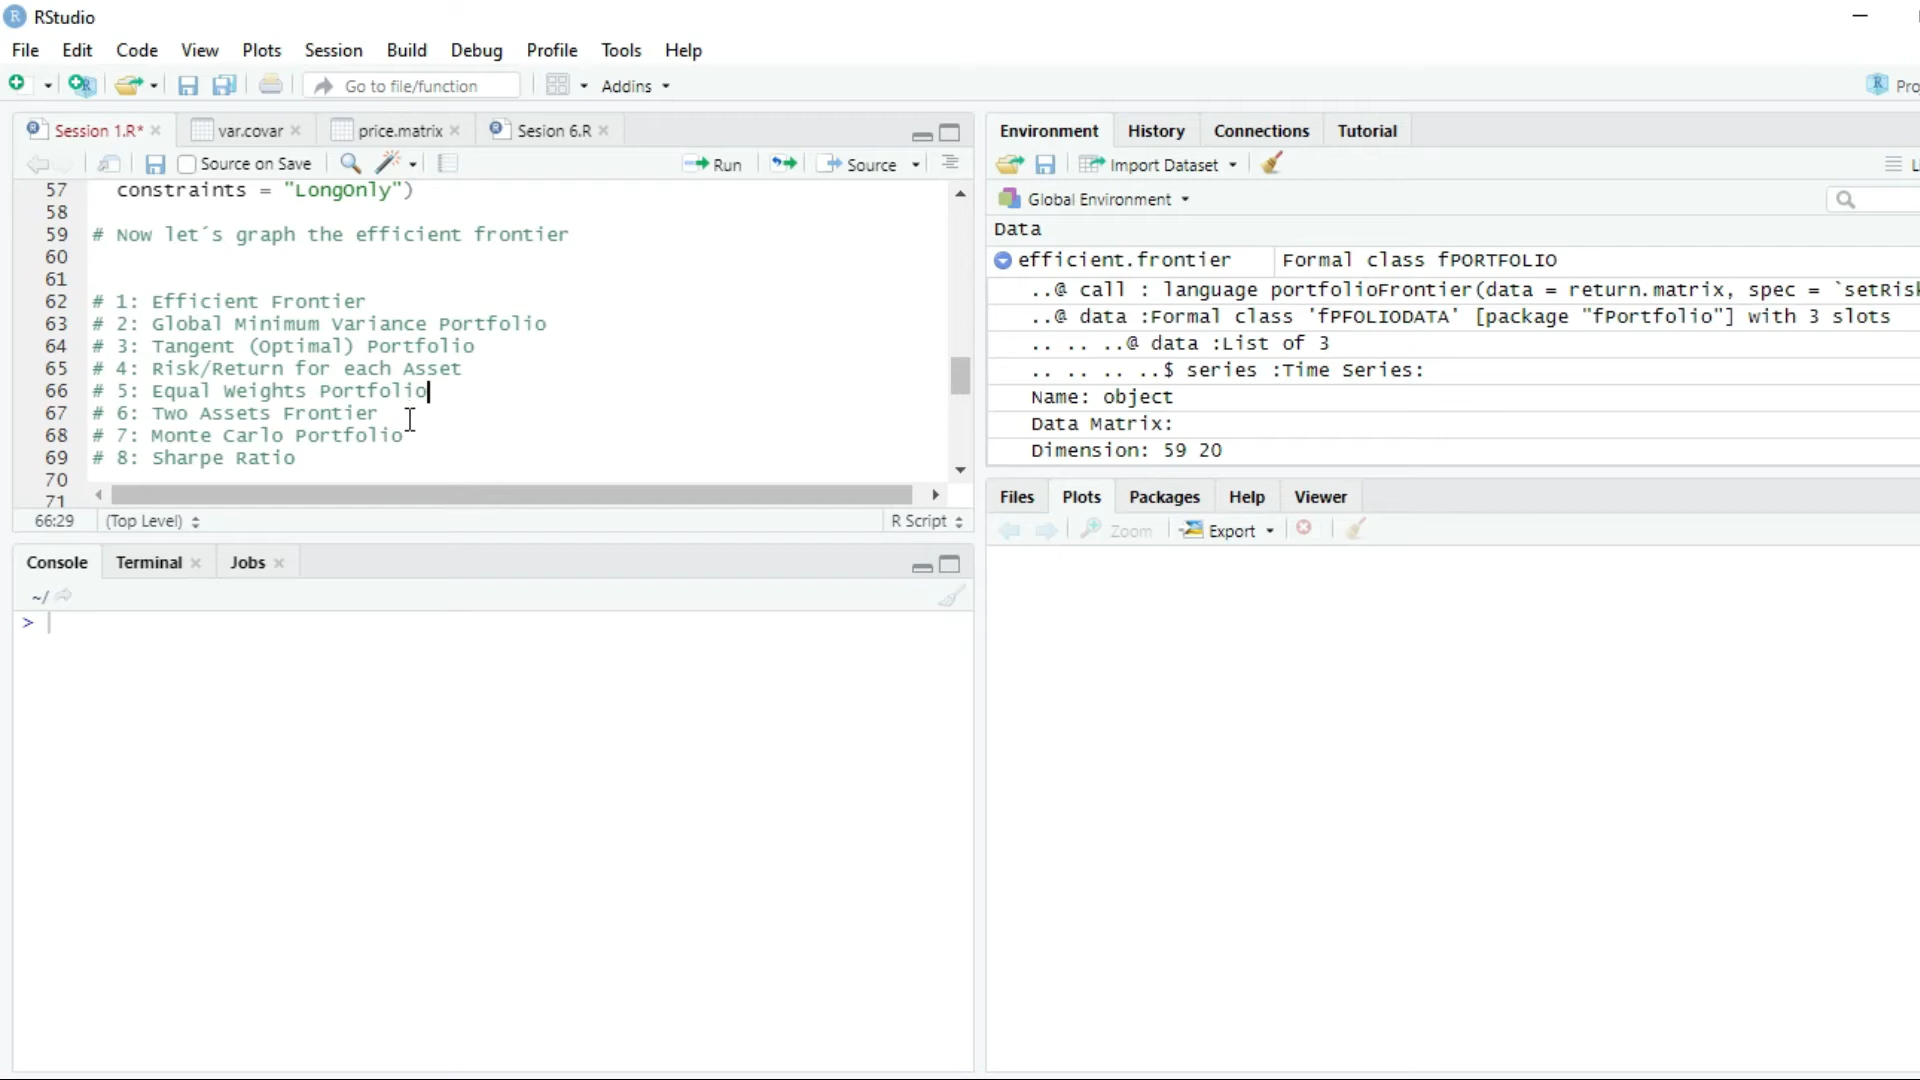 RStudio
File Edit Code View Plots Session Build Debug Profile Tools Help
Go to file/function Addins
Session 1.R* var.covar price.matrix Sesion 6.R
Source on Save Run Source
57 constraints = "LongOnly")
58
59 # Now let´s graph the efficient frontier
60
61
62 # 1: Efficient Frontier
63 # 2: Global Minimum Variance Portfolio
64 # 3: Tangent (Optimal) Portfolio
65 # 4: Risk/Return for each Asset
66 # 5: Equal Weights Portfolio
67 # 6: Two Assets Frontier
68 # 7: Monte Carlo Portfolio
69 # 8: Sharpe Ratio
70
71
66:29 (Top Level) R Script
Console Terminal Jobs
~/
>
Environment History Connections Tutorial
Import Dataset
Global Environment
Data
efficient.frontier Formal class fPORTFOLIO
..@ call : language portfolioFrontier(data = return.matrix, spec = `setRisk
..@ data :Formal class 'fPFOLIODATA' [package "fPortfolio"] with 3 slots
.. .. ..@ data :List of 3
.. .. .. ..$ series :Time Series:
Name: object
Data Matrix:
Dimension: 59 20
Files Plots Packages Help Viewer
Zoom Export